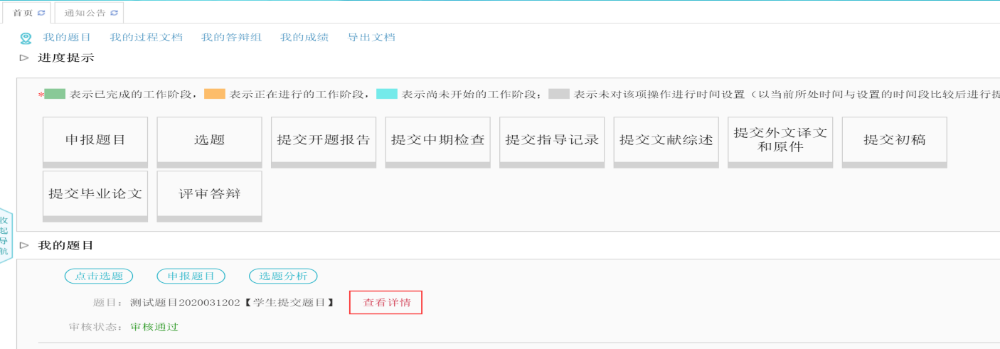 首页 通知公告
我的题目 我的过程文档 我的答辩组 我的成绩 导出文档
进度提示
* 表示已完成的工作阶段， 表示正在进行的工作阶段， 表示尚未开始的工作阶段； 表示未对该项操作进行时间设置（以当前所处时间与设置的时间段比较后进行提
申报题目 选题 提交开题报告 提交中期检查 提交指导记录 提交文献综述 提交外文译文和原件 提交初稿
提交毕业论文 评审答辩
收起导航
我的题目
点击选题 申报题目 选题分析
题目：测试题目2020031202【学生提交题目】 查看详情
审核状态：审核通过